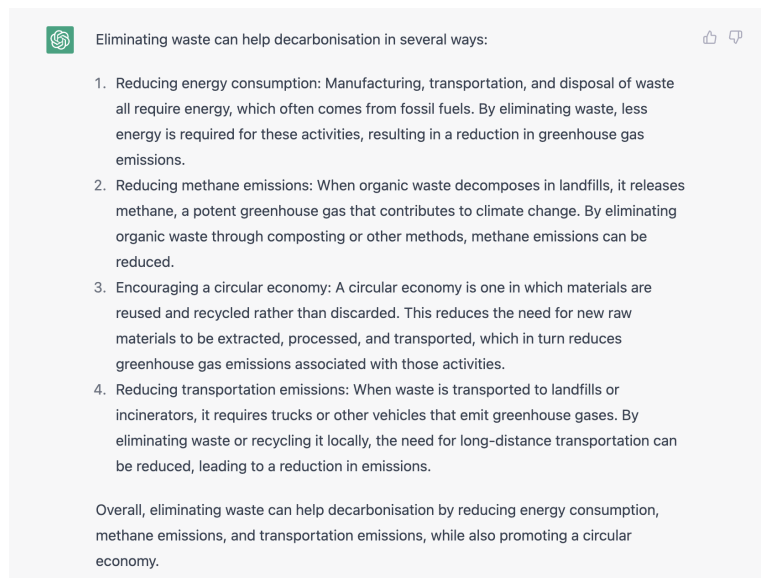 Eliminating waste can help decarbonisation in several ways:
1. Reducing energy consumption: Manufacturing, transportation, and disposal of waste
all require energy, which often comes from fossil fuels. By eliminating waste, less
energy is required for these activities, resulting in a reduction in greenhouse gas
emissions.
2. Reducing methane emissions: When organic waste decomposes in landfills, it releases
methane, a potent greenhouse gas that contributes to climate change. By eliminating
organic waste through composting or other methods, methane emissions can be
reduced.
3. Encouraging a circular economy: A circular economy is one in which materials are
reused and recycled rather than discarded. This reduces the need for new raw
materials to be extracted, processed, and transported, which in turn reduces
greenhouse gas emissions associated with those activities.
4. Reducing transportation emissions: When waste is transported to landfills or
incinerators, it requires trucks or other vehicles that emit greenhouse gases. By
eliminating waste or recycling it locally, the need for long-distance transportation can
be reduced, leading to a reduction in emissions.
Overall, eliminating waste can help decarbonisation by reducing energy consumption,
methane emissions, and transportation emissions, while also promoting a circular
economy.